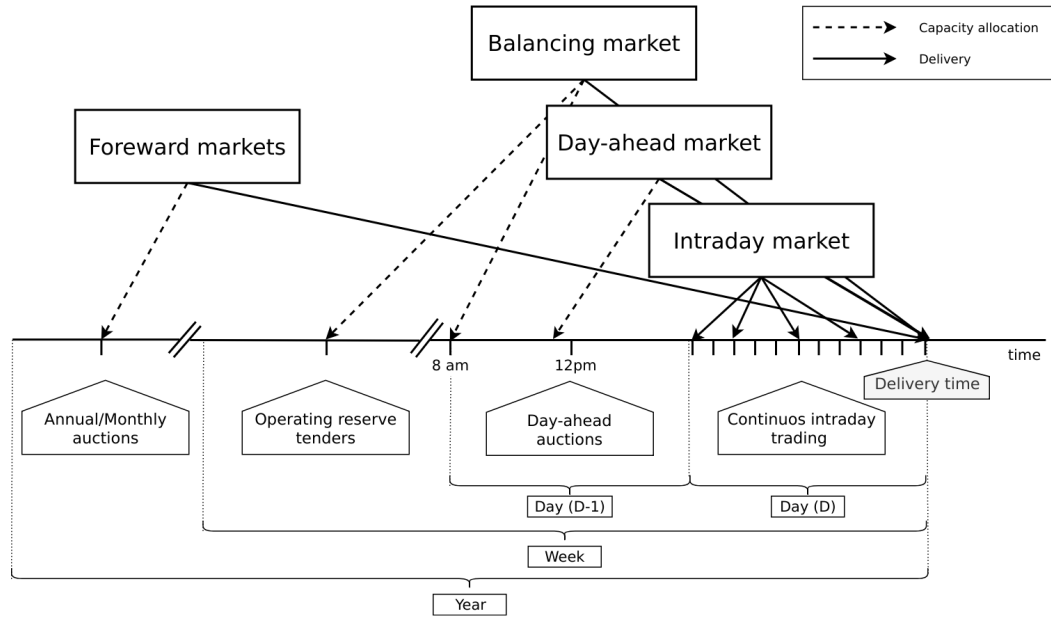 Balancing market
Capacity allocation
Delivery
Foreward markets
Day-ahead market
Intraday market
8 am
12pm
time
Delivery time
Annual/Monthly
auctions
Operating reserve
tenders
Day-ahead
auctions
Continuos intraday
trading
Day (D-1)
Day (D)
Week
Year